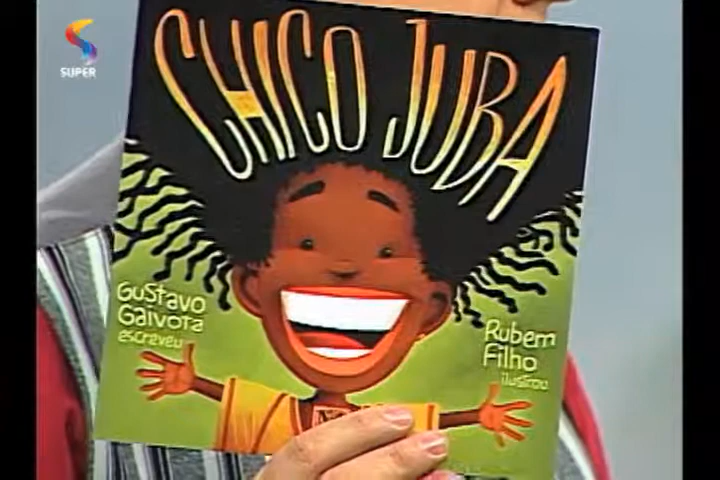 SUPER
CHICO JUBA
Gustavo
Gaivota
escreveu
Rubem
Filho
ilustrou